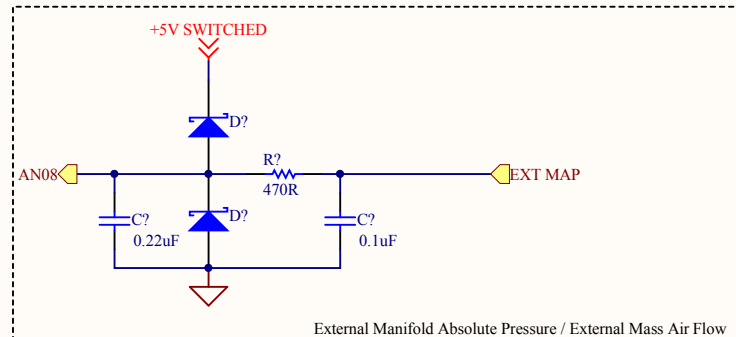 +5V SWITCHED
D?
R?
AN08
EXT MAP
470R
C?
D?
C?
0.22uF
0.1uF
External Manifold Absolute Pressure / External Mass Air Flow